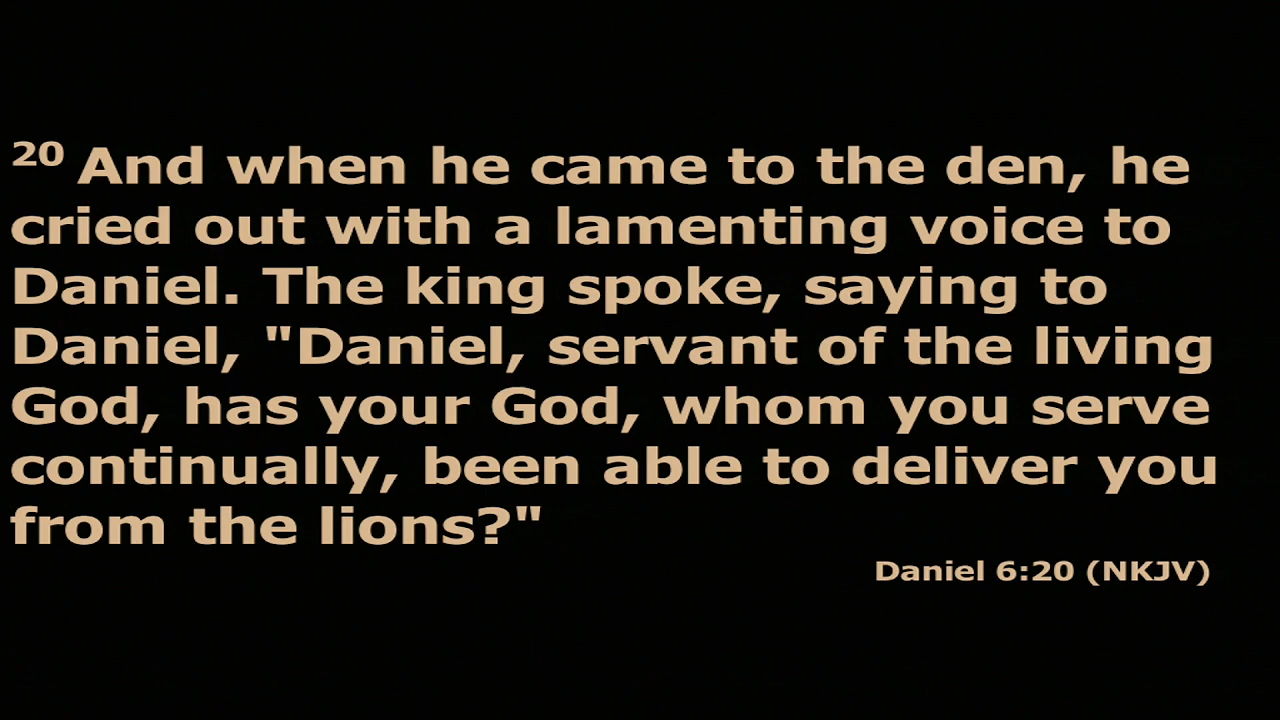 20 And when he came to the den, he
cried out with a lamenting voice to
Daniel. The king spoke, saying to
Daniel, "Daniel, servant of the living
God, has your God, whom you serve
continually, been able to deliver you
from the lions?"
Daniel 6:20 (NKJV)